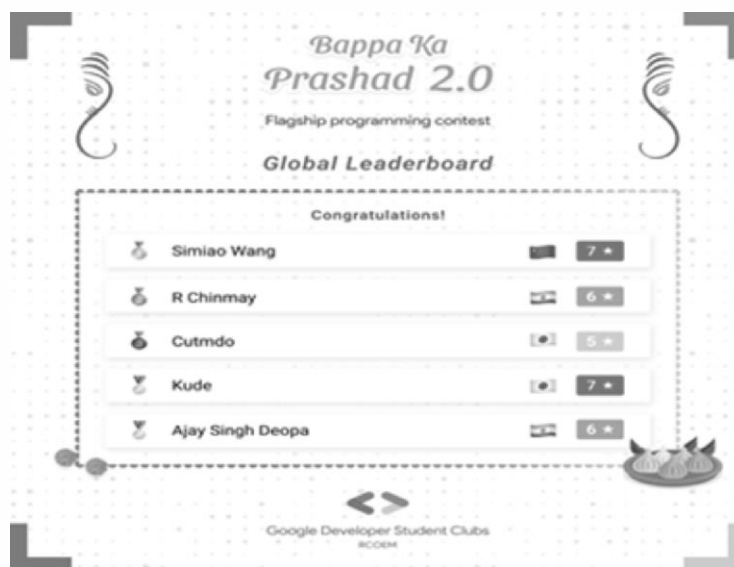 Bappa Ka
Prashad 2.0
Flagship programming contest
Global Leaderboard
Congratulations!
Simiao Wang 7 ★
R Chinmay 6 ★
Cutmdo 5 ★
Kude 7 ★
Ajay Singh Deopa 6 ★
Google Developer Student Clubs
RCOEM